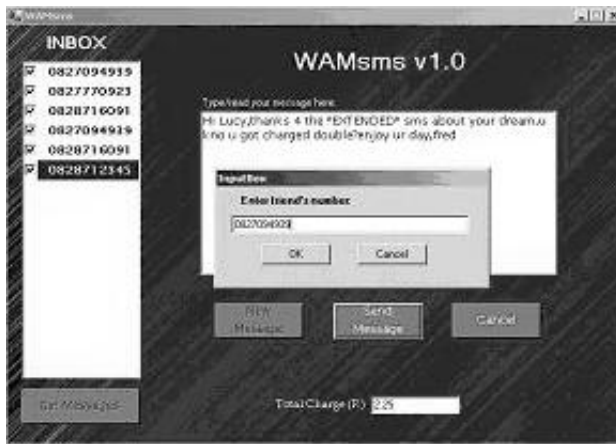 WAMsms
INBOX
WAMsms v1.0
0827094939
0827770923
0828716091
0827094939
0828716091
0828712345
Type/read your message here:
Hi Lucy,thanks 4 the *EXTENDED* sms about your dream.u
kno u got charged double?enjoy ur day,fred
InputBox
Enter friend's number
0827094939
OK
Cancel
New
Message
Send
Message
Cancel
Get Messages
Total Charge (R)
2.25